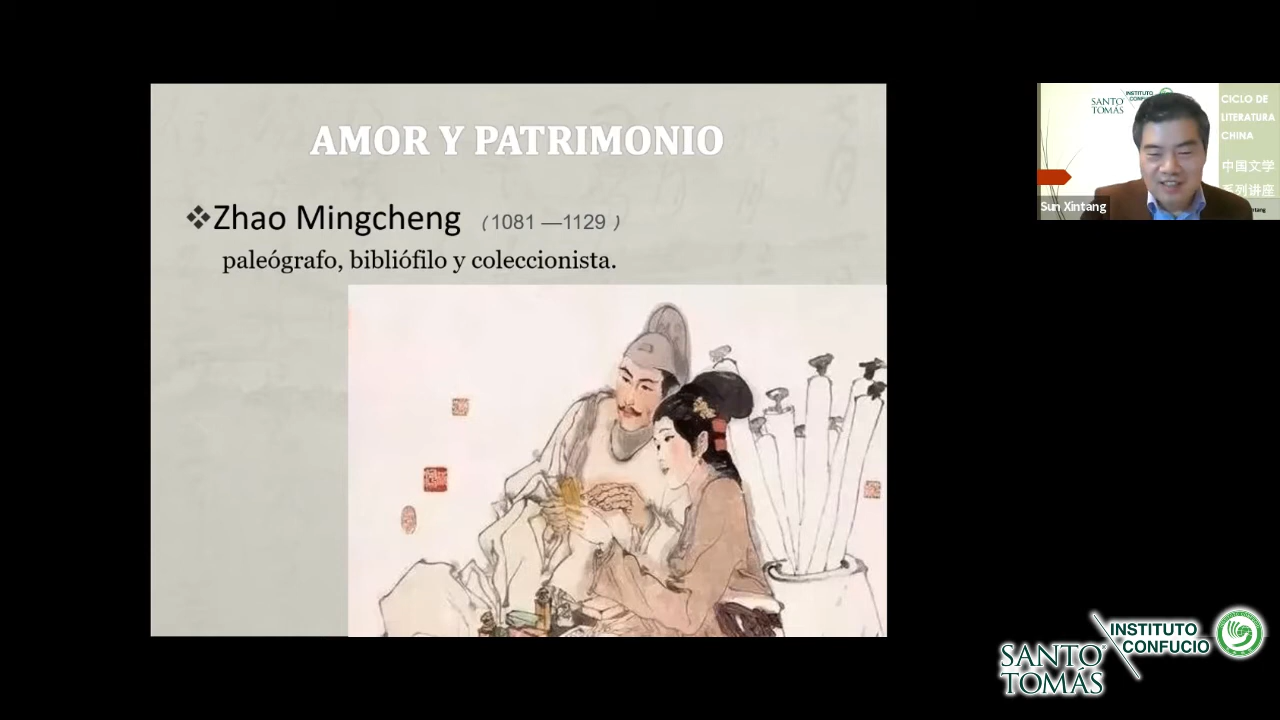 AMOR Y PATRIMONIO
❖Zhao Mingcheng (1081 —1129 )
paleógrafo, bibliófilo y coleccionista.
SANTO TOMÁS
INSTITUTO
CICLO DE
LITERATURA
CHINA
中国文学
系列讲座
Sun Xintang
INSTITUTO
CONFUCIO
SANTO
TOMÁS